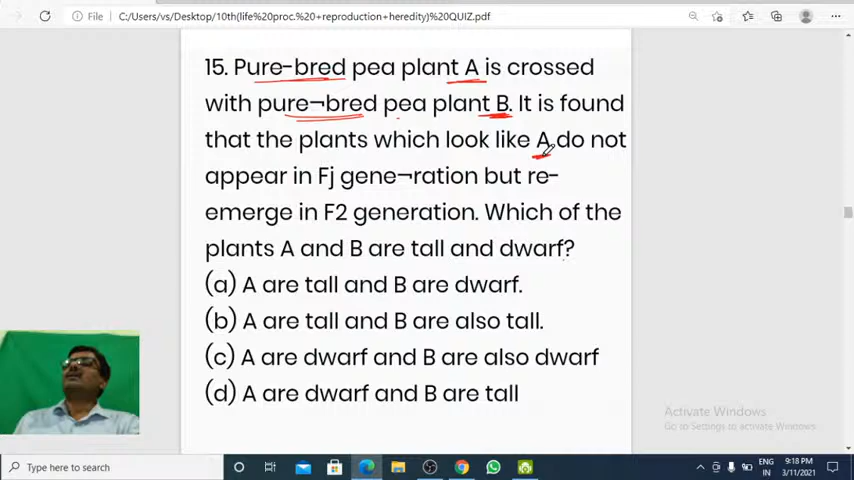 File | C:/Users/vs/Desktop/10th(life%20proc.%20+reproduction+heredity)%20QUIZ.pdf
15. Pure-bred pea plant A is crossed
with pure¬bred pea plant B. It is found
that the plants which look like A do not
appear in Fj gene¬ration but re-
emerge in F2 generation. Which of the
plants A and B are tall and dwarf?
(a) A are tall and B are dwarf.
(b) A are tall and B are also tall.
(c) A are dwarf and B are also dwarf
(d) A are dwarf and B are tall
Activate Windows
Go to Settings to activate Windows.
Type here to search
ENG
IN
9:18 PM
3/11/2021